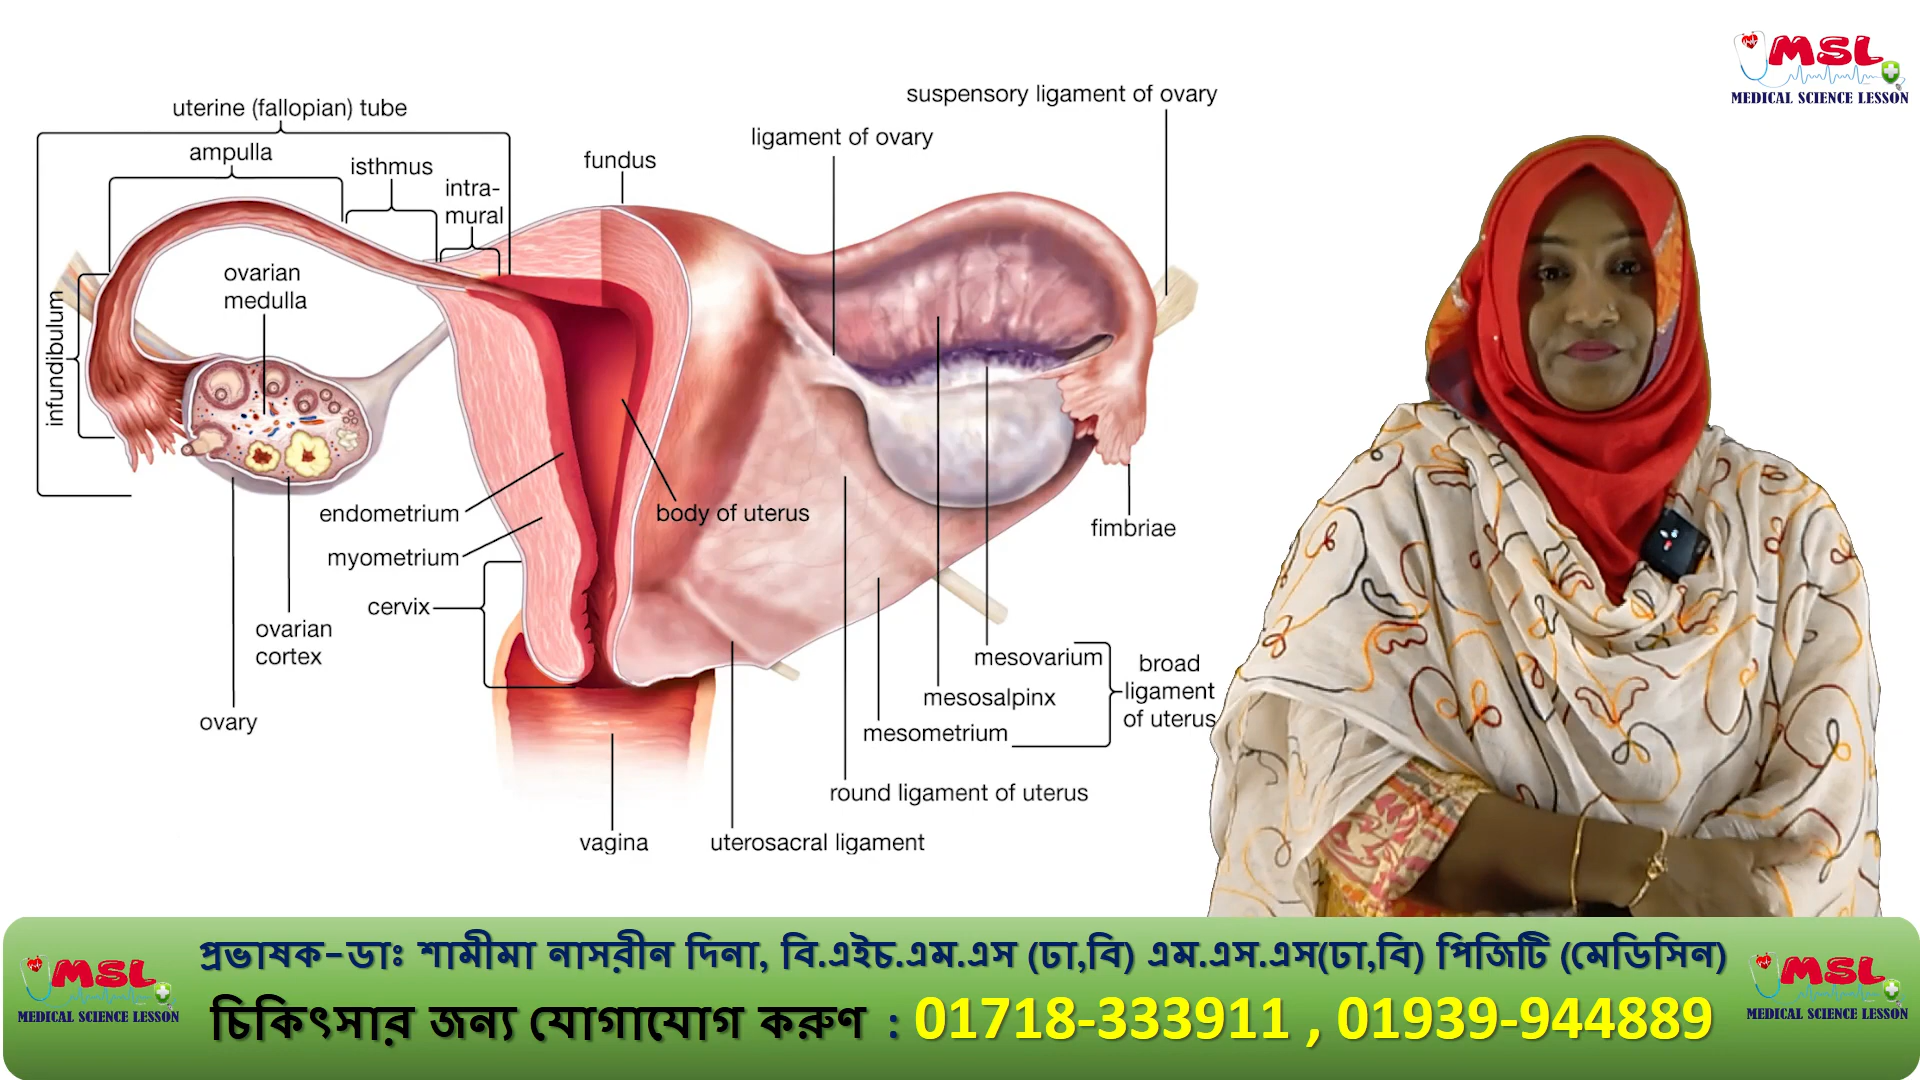 MSL
MEDICAL SCIENCE LESSON
suspensory ligament of ovary
uterine (fallopian) tube
ligament of ovary
ampulla
isthmus
fundus
intra-
mural
ovarian
medulla
infundibulum
endometrium
body of uterus
myometrium
fimbriae
cervix
ovarian
cortex
mesovarium
broad
ligament
of uterus
mesosalpinx
ovary
mesometrium
round ligament of uterus
vagina
uterosacral ligament
প্রভাষক-ডাঃ শামীমা নাসরীন দিনা, বি.এইচ.এম.এস (ঢা,বি) এম.এস.এস(ঢা,বি) পিজিটি (মেডিসিন)
চিকিৎসার জন্য যোগাযোগ করুণ : 01718-333911 , 01939-944889
MSL
MEDICAL SCIENCE LESSON
MSL
MEDICAL SCIENCE LESSON